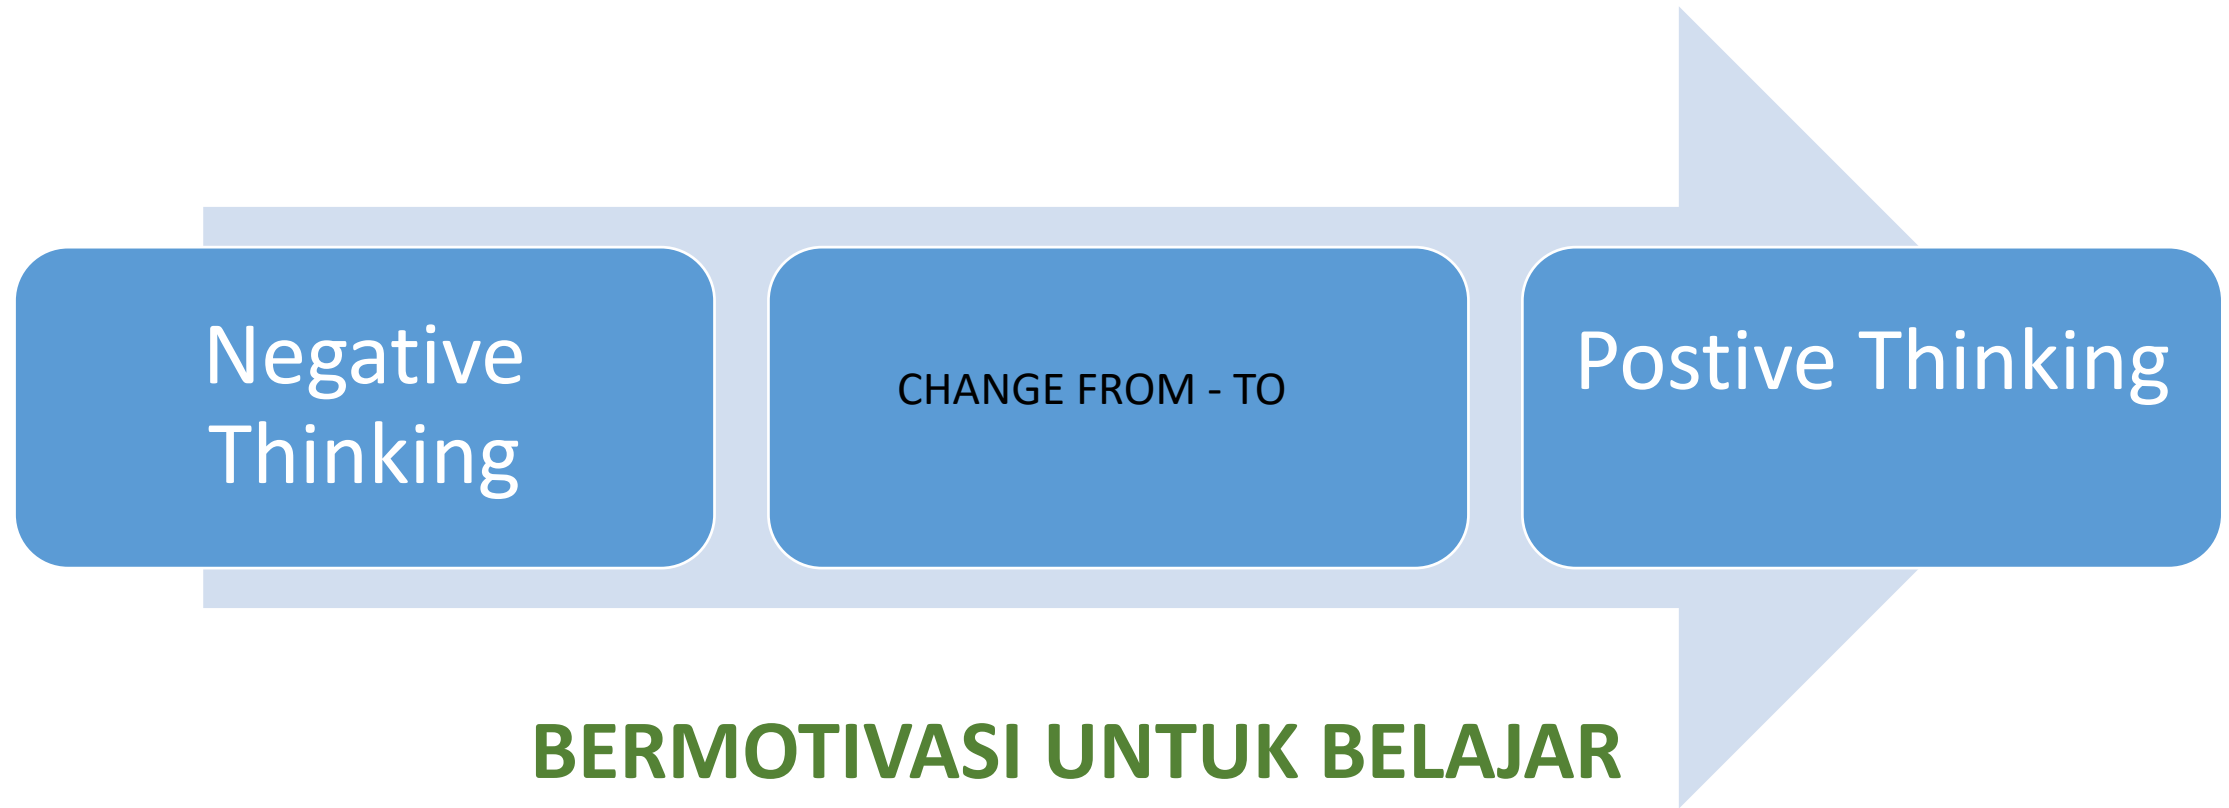 Negative
Thinking
CHANGE FROM - TO
Postive Thinking
BERMOTIVASI UNTUK BELAJAR